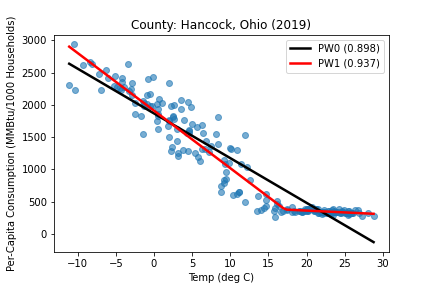 County: Hancock, Ohio (2019)
PW0 (0.898)
PW1 (0.937)
Per-Capita Consumption (MMBtu/1000 Households)
3000
2500
2000
1500
1000
500
0
−10 −5 0 5 10 15 20 25 30
Temp (deg C)